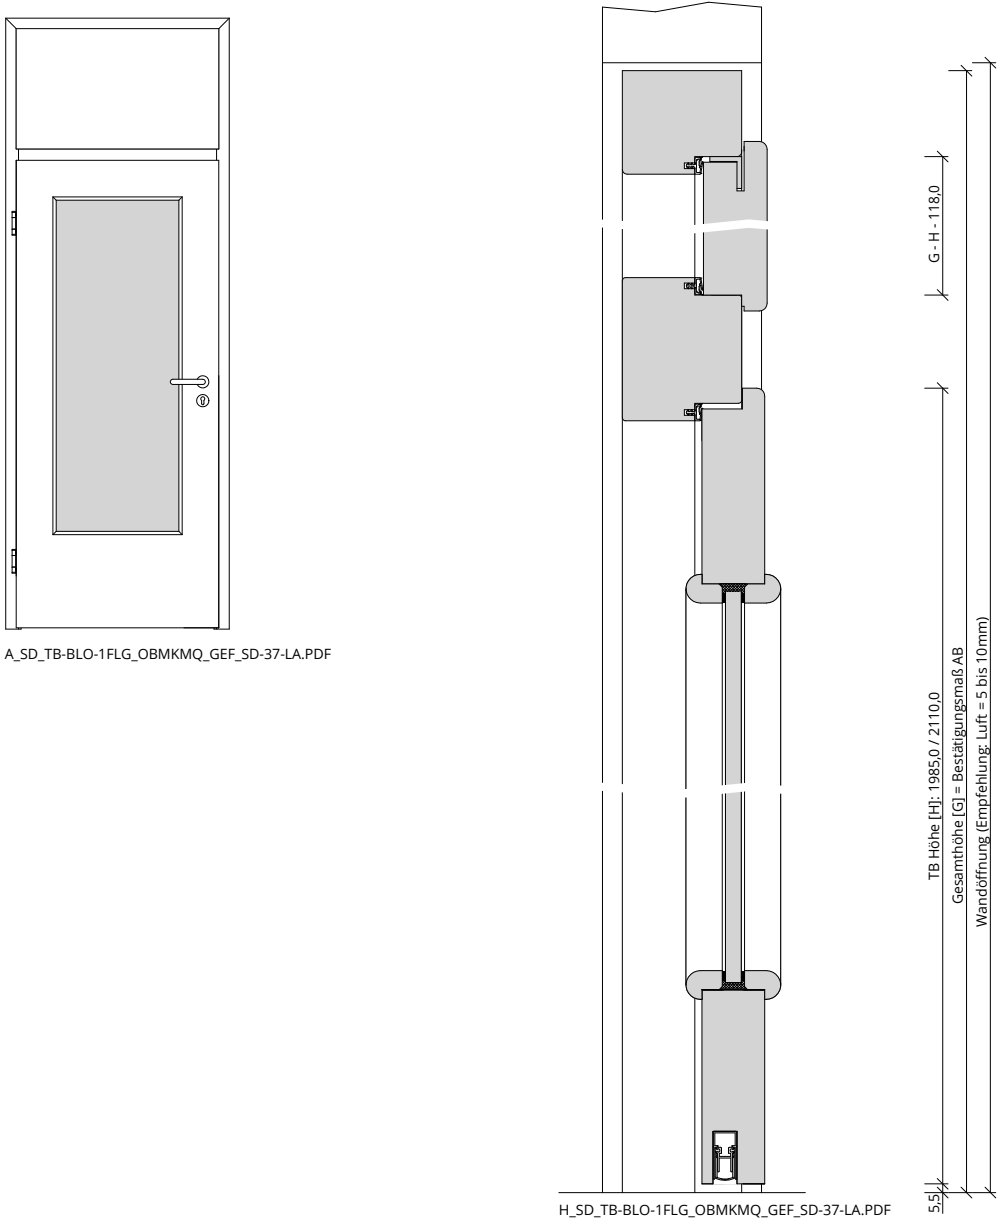 A_SD_TB-BLO-1FLG_OBMKMQ_GEF_SD-37-LA.PDF
G - H - 118,0
TB Höhe [H]: 1985,0 / 2110,0
Gesamthöhe [G] = Bestätigungsmaß AB
Wandöffnung (Empfehlung: Luft = 5 bis 10mm)
5,5
H_SD_TB-BLO-1FLG_OBMKMQ_GEF_SD-37-LA.PDF